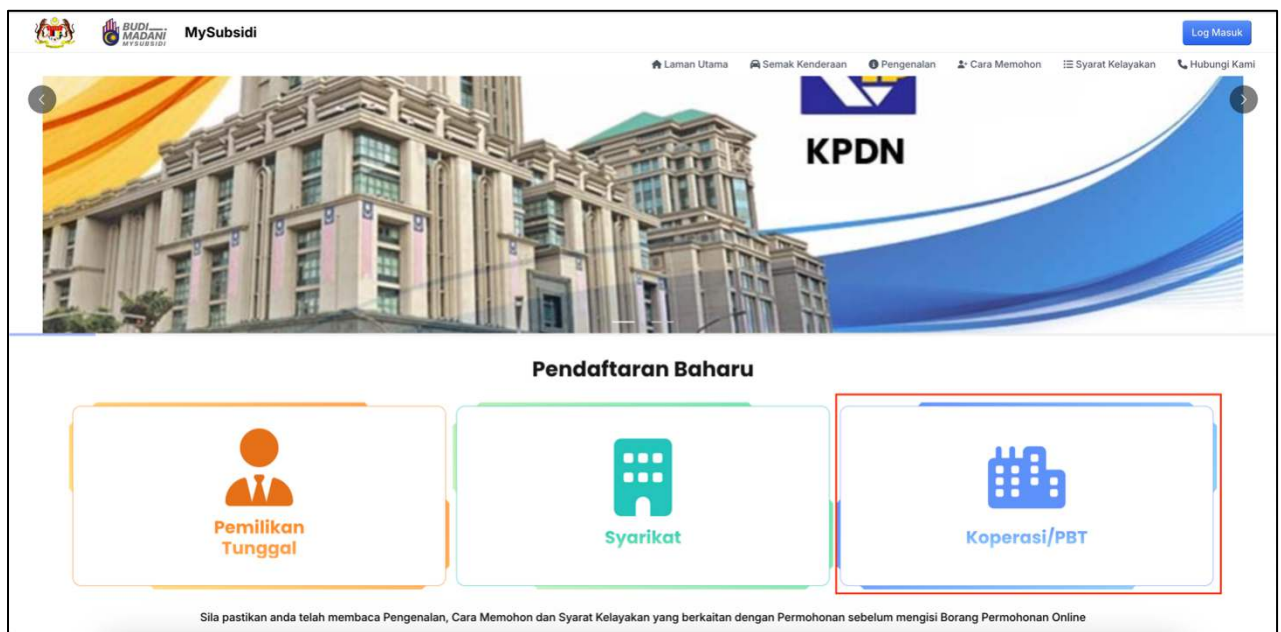 BUDI
MADANI
MYSUBSIDI
MySubsidi
Log Masuk
Laman Utama Semak Kenderaan Pengenalan Cara Memohon Syarat Kelayakan Hubungi Kami
KPDN
Pendaftaran Baharu
Pemilikan
Tunggal
Syarikat
Koperasi/PBT
Sila pastikan anda telah membaca Pengenalan, Cara Memohon dan Syarat Kelayakan yang berkaitan dengan Permohonan sebelum mengisi Borang Permohonan Online